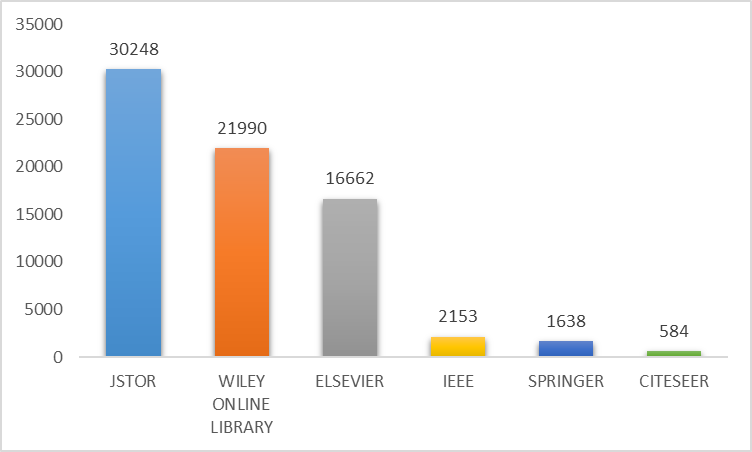 35000
30000
25000
20000
15000
10000
5000
0
30248
21990
16662
2153
1638
584
JSTOR
WILEY
ONLINE
LIBRARY
ELSEVIER
IEEE
SPRINGER
CITESEER